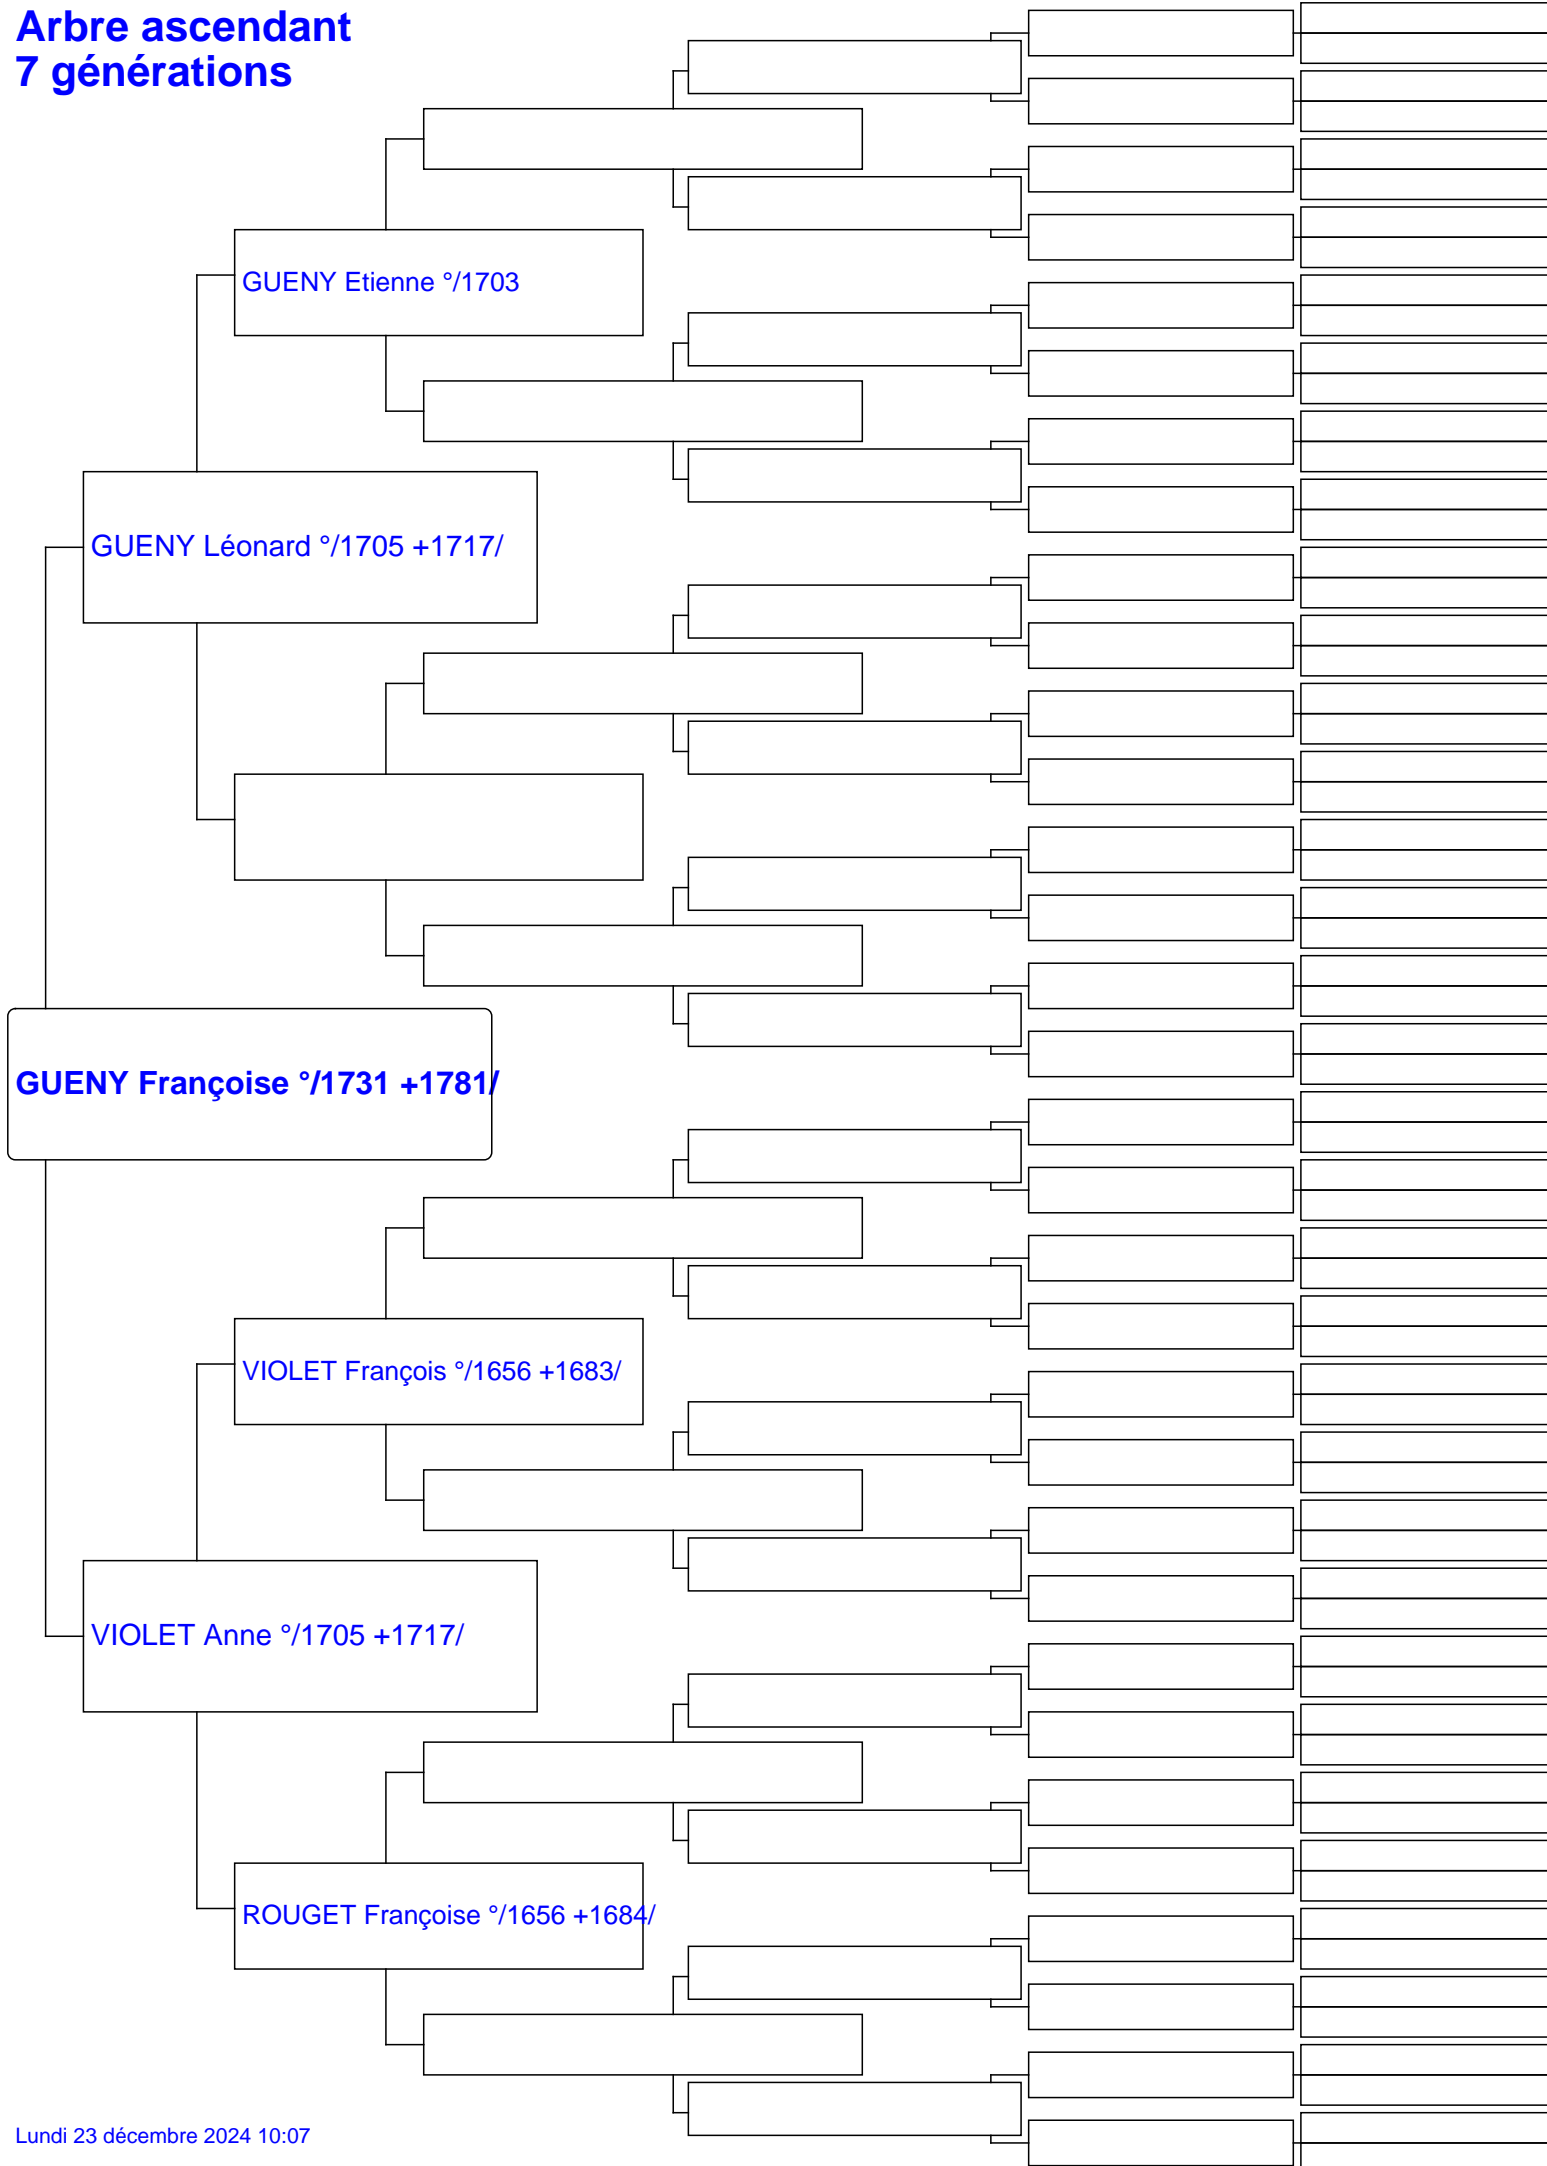 Arbre ascendant
7 générations
GUENY Etienne °/1703
GUENY Léonard °/1705 +1717/
GUENY Françoise °/1731 +1781/
VIOLET François °/1656 +1683/
VIOLET Anne °/1705 +1717/
ROUGET Françoise °/1656 +1684/
Lundi 23 décembre 2024 10:07